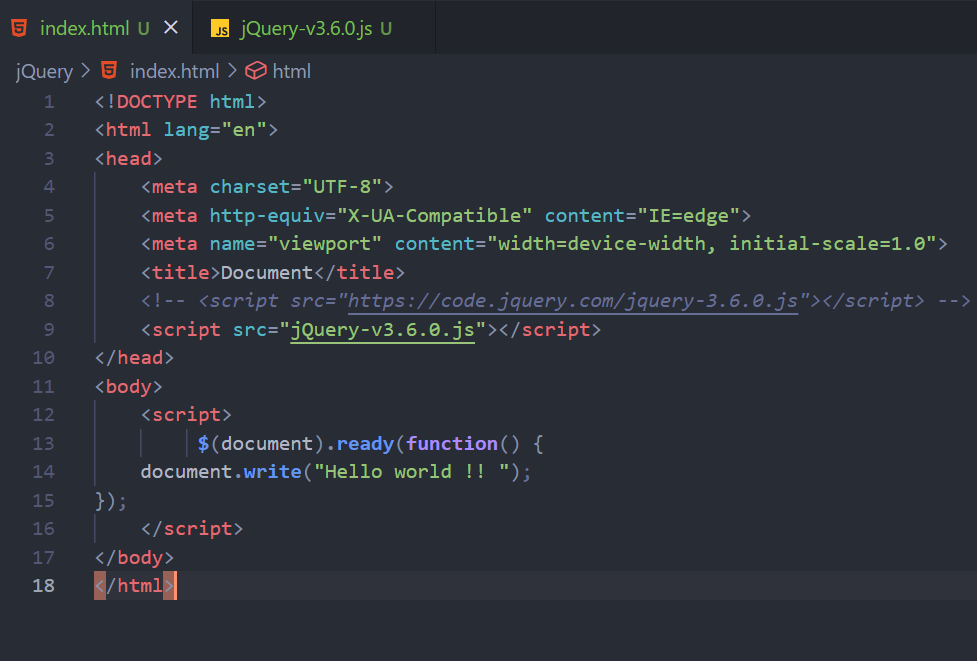 index.html U
JS jQuery-v3.6.0.js U
jQuery > index.html > html
1 <!DOCTYPE html>
2 <html lang="en">
3 <head>
4     <meta charset="UTF-8">
5     <meta http-equiv="X-UA-Compatible" content="IE=edge">
6     <meta name="viewport" content="width=device-width, initial-scale=1.0">
7     <title>Document</title>
8     <!-- <script src="https://code.jquery.com/jquery-3.6.0.js"></script> -->
9     <script src="jQuery-v3.6.0.js"></script>
10 </head>
11 <body>
12     <script>
13          $(document).ready(function() {
14     document.write("Hello world !! ");
15 });
16     </script>
17 </body>
18 </html>